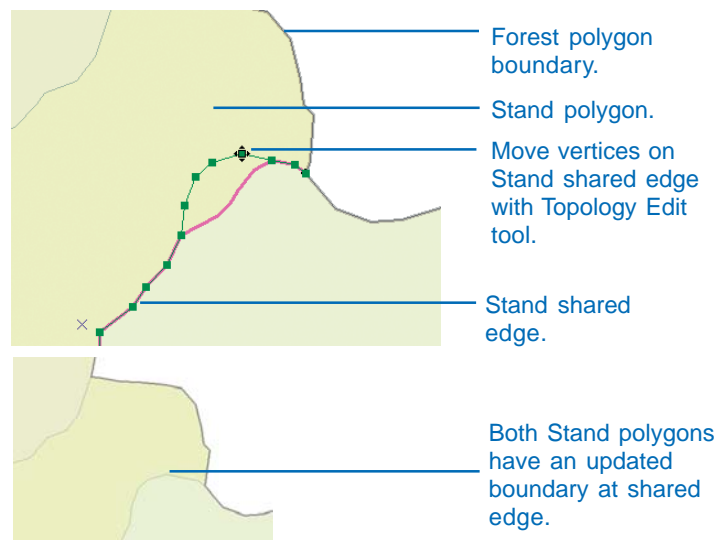 Forest polygon
boundary.
Stand polygon.
Move vertices on
Stand shared edge
with Topology Edit
tool.
Stand shared
edge.
Both Stand polygons
have an updated
boundary at shared
edge.